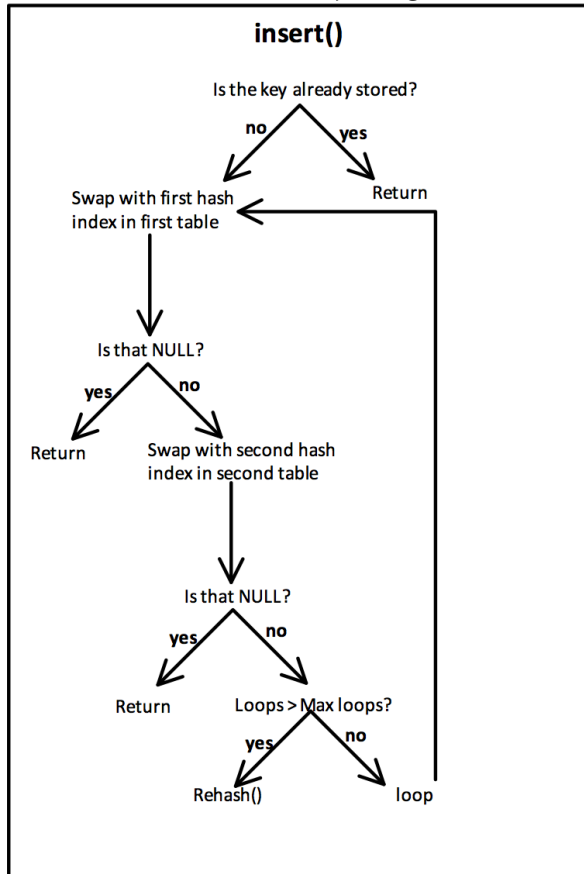 insert()
Is the key already stored?
no
yes
Swap with first hash
index in first table
Return
Is that NULL?
yes
no
Return
Swap with second hash
index in second table
Is that NULL?
yes
no
Return
Loops > Max loops?
yes
no
Rehash()
loop